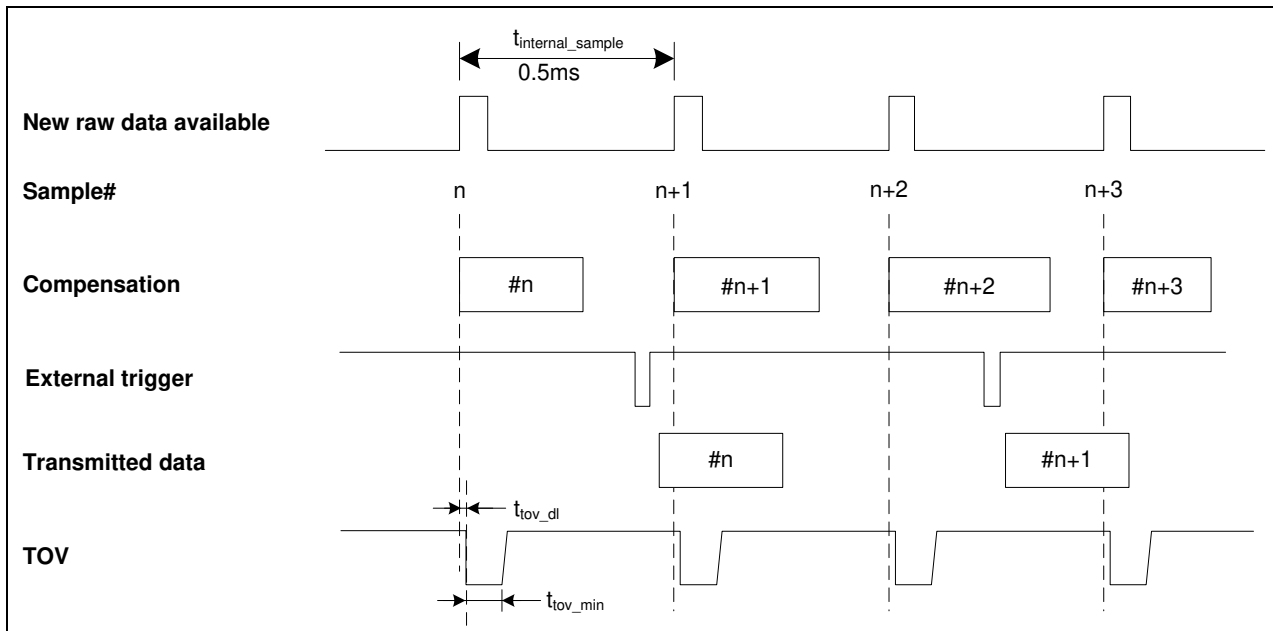 t_internal_sample
0.5ms
New raw data available
Sample# n n+1 n+2 n+3
Compensation #n #n+1 #n+2 #n+3
External trigger
Transmitted data #n #n+1
t_tov_dl
TOV
t_tov_min